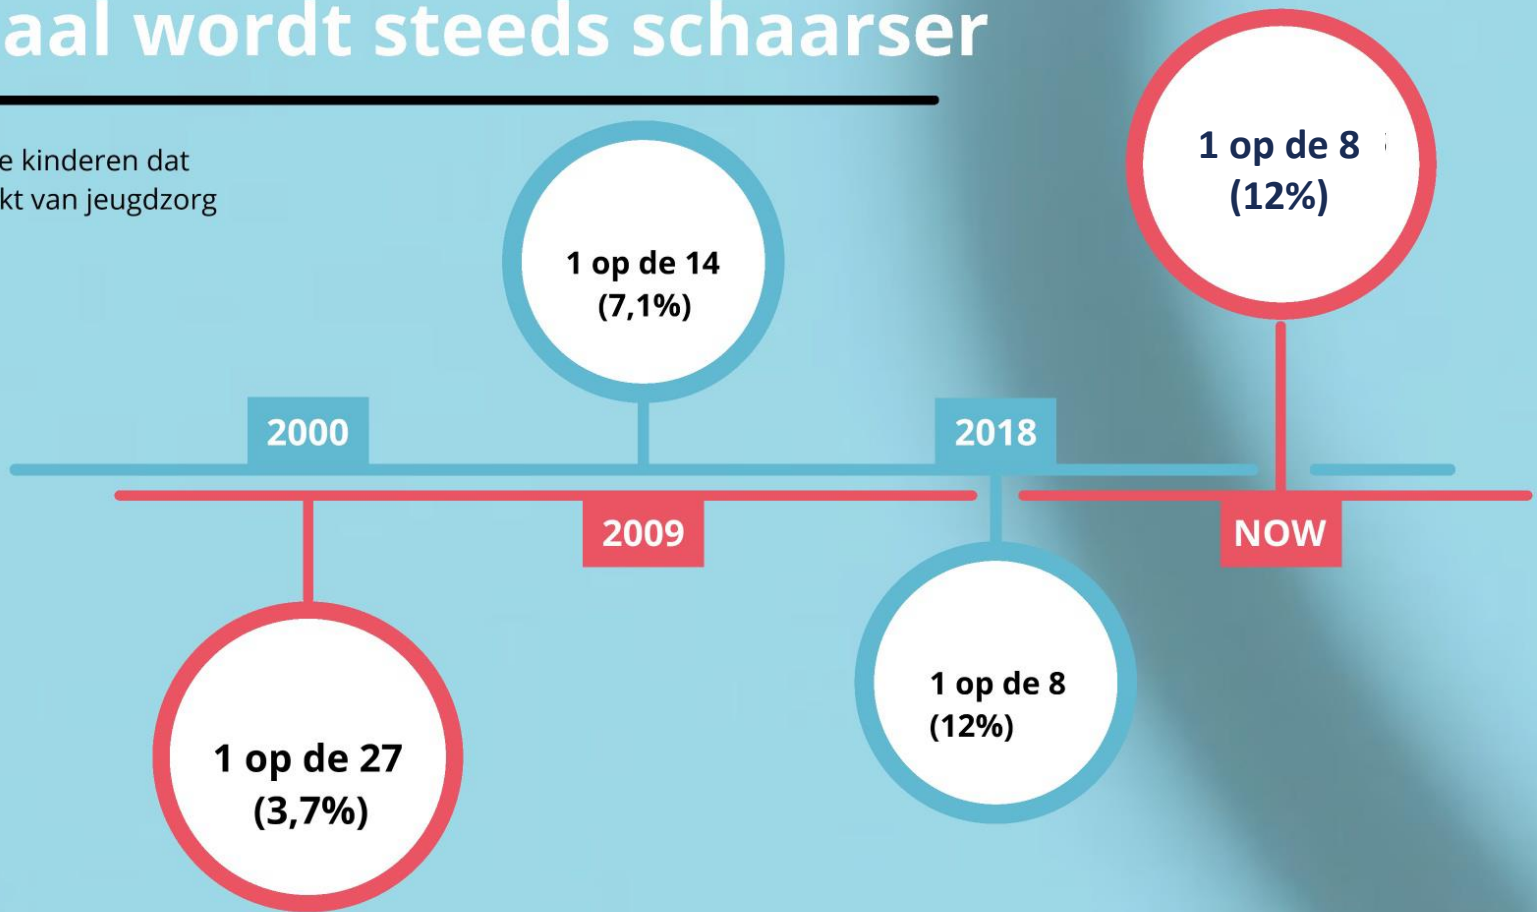 aal wordt steeds schaarser
e kinderen dat
kt van jeugdzorg
1 op de 8
(12%)
1 op de 14
(7,1%)
2000
2018
2009
NOW
1 op de 8
(12%)
1 op de 27
(3,7%)